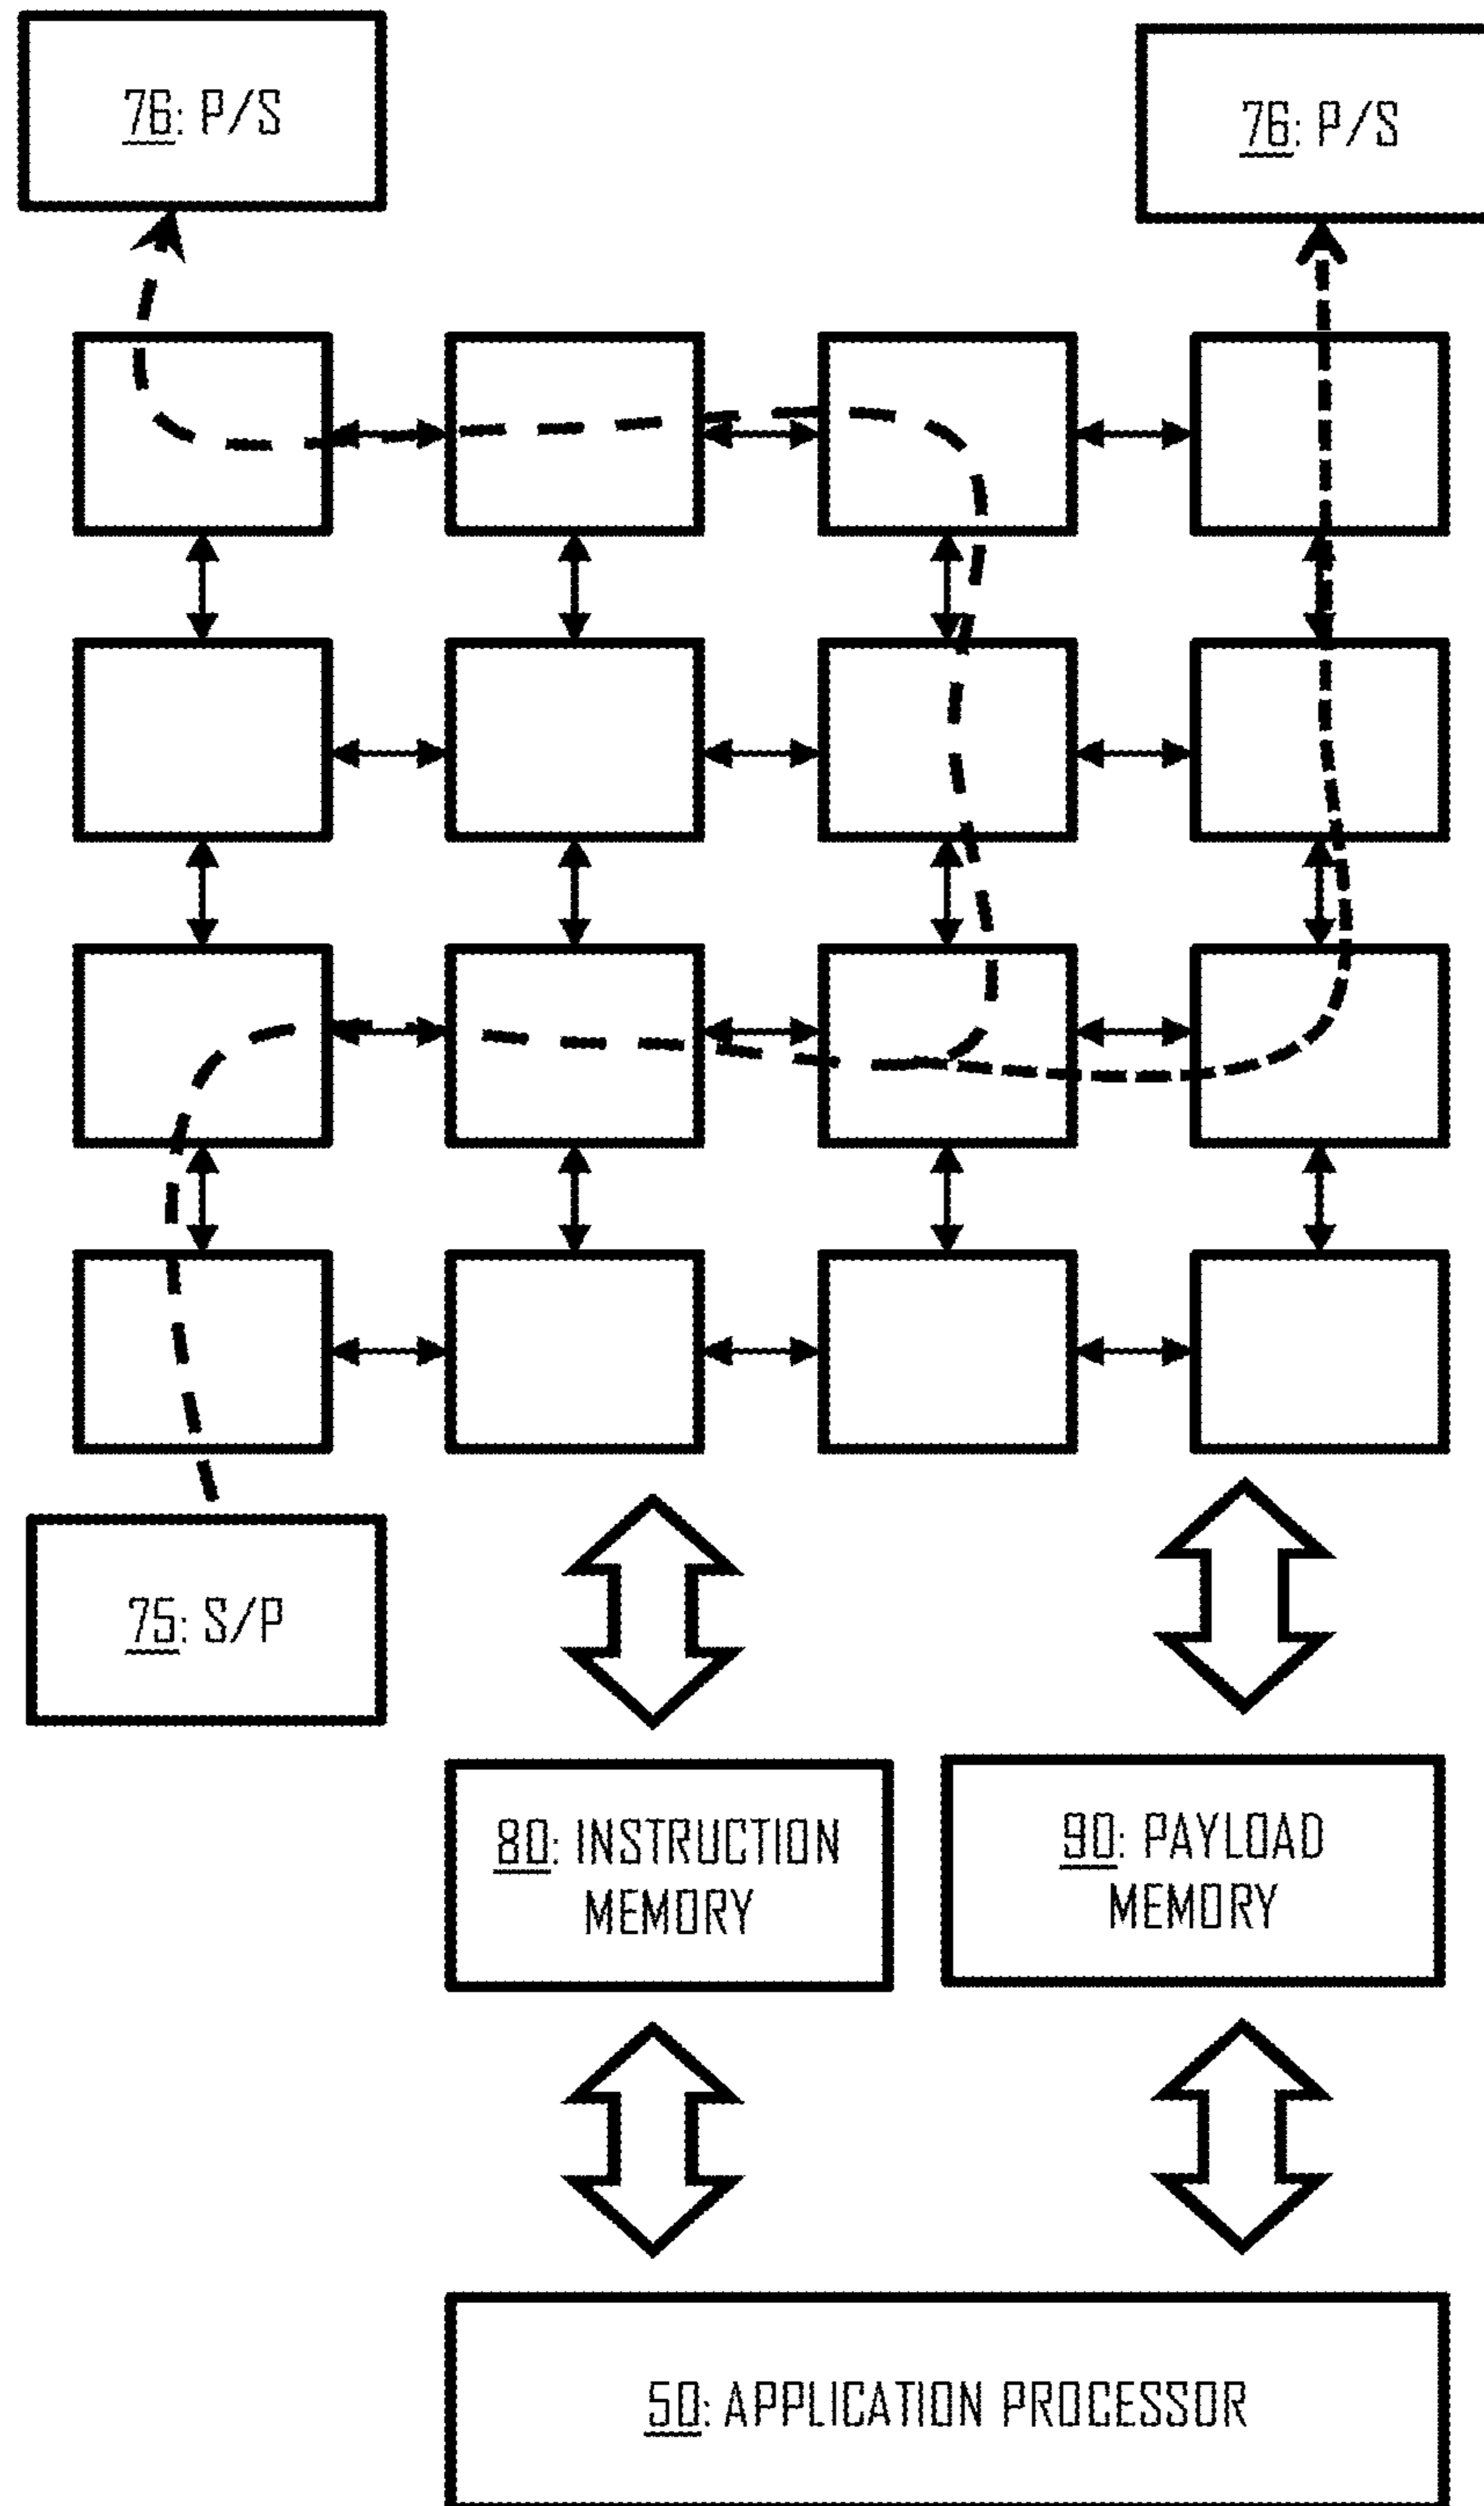 76: P/S
76: P/S
75: S/P
80: INSTRUCTION
MEMORY
90: PAYLOAD
MEMORY
50: APPLICATION PROCESSOR